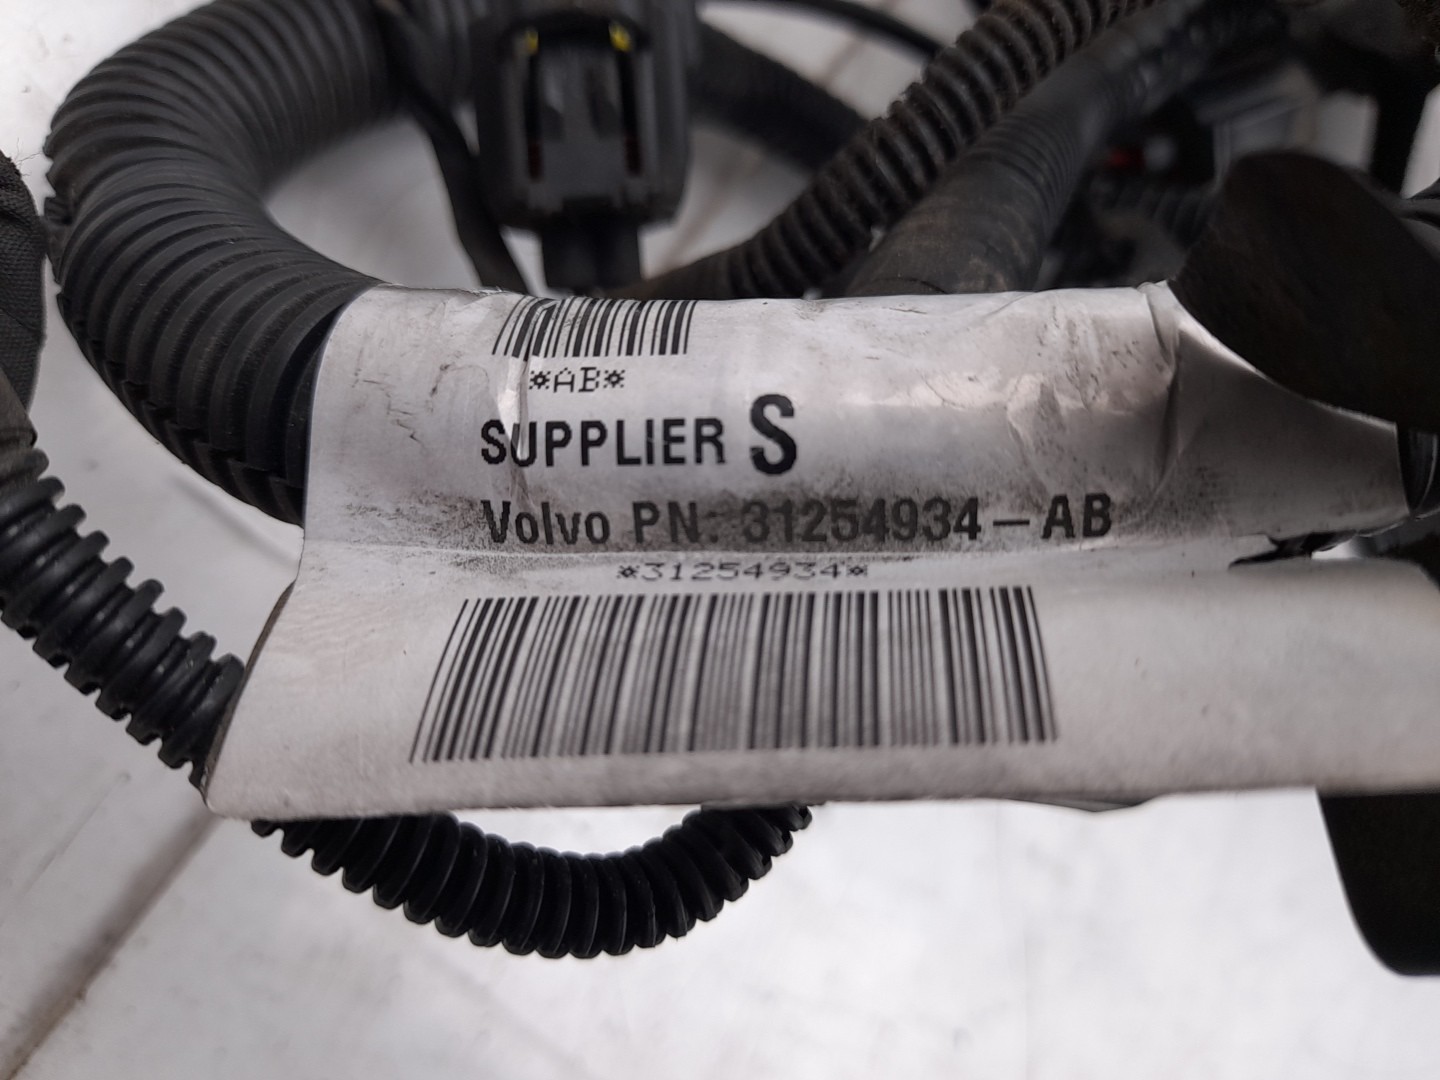 *AB*
SUPPLIER S
Volvo PN: 31254934-AB
*31254934*